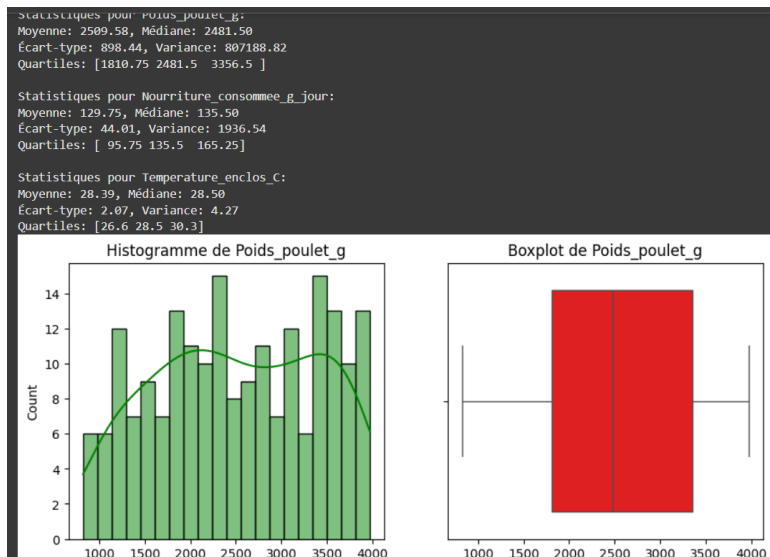 Statistiques pour Poids_poulet_g:
Moyenne: 2509.58, Médiane: 2481.50
Écart-type: 898.44, Variance: 807188.82
Quartiles: [1810.75 2481.5 3356.5 ]
Statistiques pour Nourriture_consommee_g_jour:
Moyenne: 129.75, Médiane: 135.50
Écart-type: 44.01, Variance: 1936.54
Quartiles: [ 95.75 135.5 165.25]
Statistiques pour Temperature_enclos_C:
Moyenne: 28.39, Médiane: 28.50
Écart-type: 2.07, Variance: 4.27
Quartiles: [26.6 28.5 30.3]
Histogramme de Poids_poulet_g
14
12
10
8
6
4
2
0
Count
1000 1500 2000 2500 3000 3500 4000
Boxplot de Poids_poulet_g
1000 1500 2000 2500 3000 3500 4000